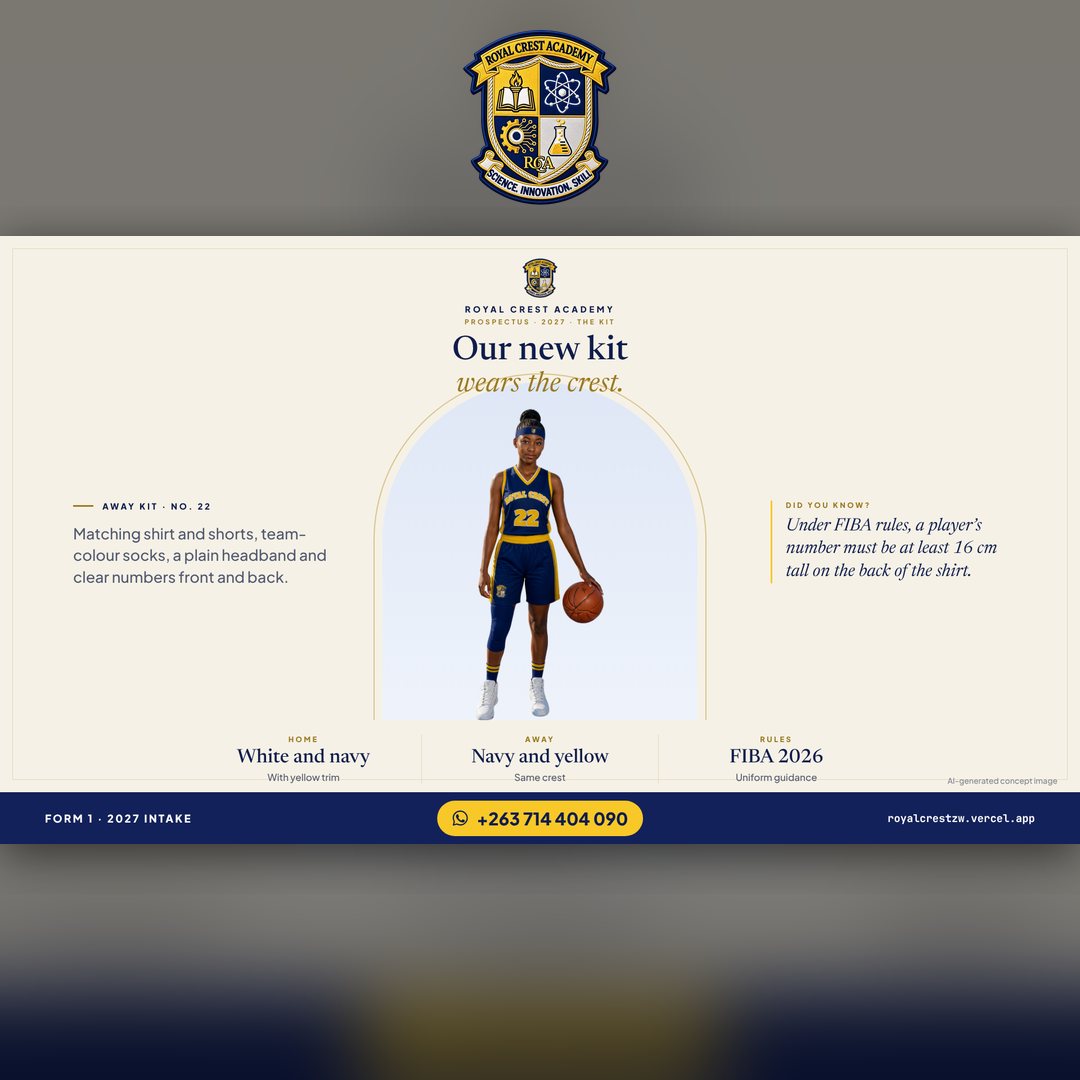 ROYAL CREST ACADEMY
RCA
SCIENCE. INNOVATION. SKILL
ROYAL CREST ACADEMY
PROSPECTUS · 2027 · THE KIT
Our new kit
wears the crest.
AWAY KIT · NO. 22
Matching shirt and shorts, team-
colour socks, a plain headband and
clear numbers front and back.
ROYAL CREST
22
DID YOU KNOW?
Under FIBA rules, a player’s
number must be at least 16 cm
tall on the back of the shirt.
HOME
White and navy
With yellow trim
AWAY
Navy and yellow
Same crest
RULES
FIBA 2026
Uniform guidance
AI-generated concept image
FORM 1 · 2027 INTAKE
+263 714 404 090
royalcrestzw.vercel.app